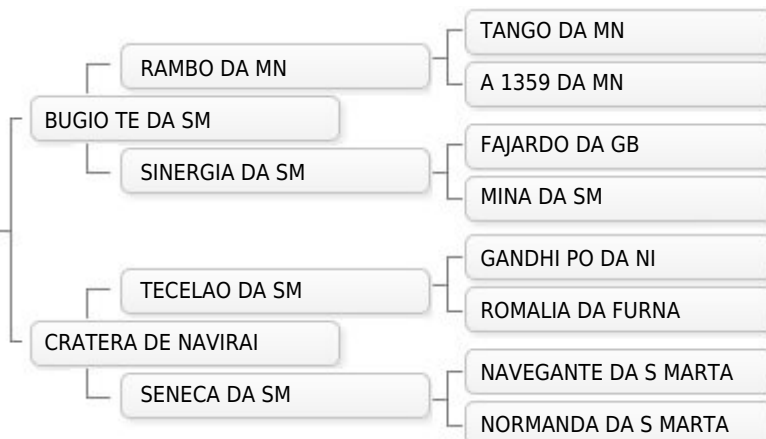 TANGO DA MN
RAMBO DA MN
A 1359 DA MN
BUGIO TE DA SM
FAJARDO DA GB
SINERGIA DA SM
MINA DA SM
GANDHI PO DA NI
TECELAO DA SM
ROMALIA DA FURNA
CRATERA DE NAVIRAI
NAVEGANTE DA S MARTA
SENECA DA SM
NORMANDA DA S MARTA